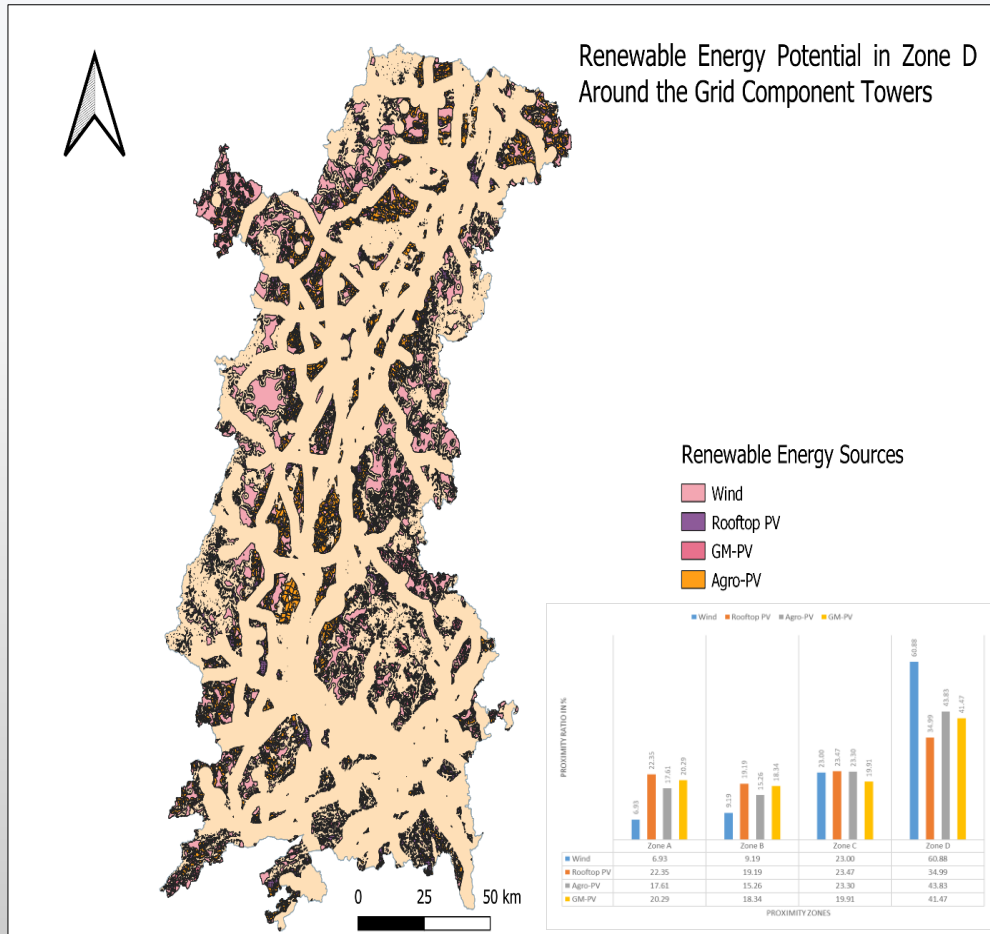 Renewable Energy Potential in Zone D
Around the Grid Component Towers
Renewable Energy Sources
Wind
Rooftop PV
GM-PV
Agro-PV
0 25 50 km
Wind Rooftop PV Agro-PV GM-PV
PROXIMITY RATIO IN %
6.93 22.35 17.61 20.29 9.19 19.19 15.26 18.34 23.00 23.47 23.30 19.91 60.88 34.99 43.83 41.47
Zone A Zone B Zone C Zone D
Wind 6.93 9.19 23.00 60.88
Rooftop PV 22.35 19.19 23.47 34.99
Agro-PV 17.61 15.26 23.30 43.83
GM-PV 20.29 18.34 19.91 41.47
PROXIMITY ZONES